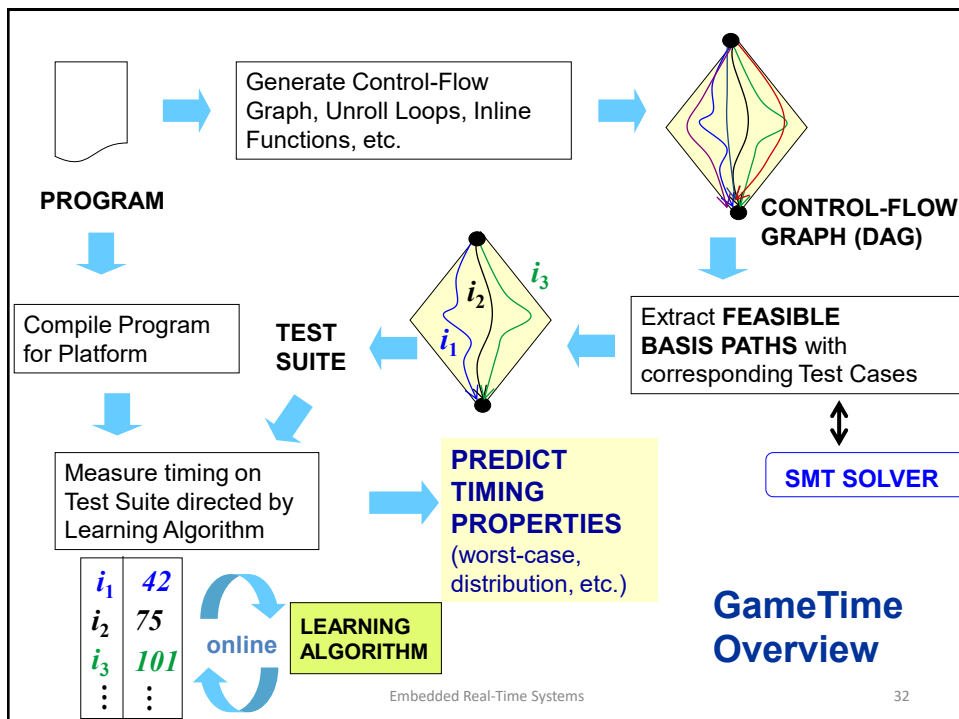 Generate Control-Flow
Graph, Unroll Loops, Inline
Functions, etc.
PROGRAM
CONTROL-FLOW
GRAPH (DAG)
Extract FEASIBLE
BASIS PATHS with
corresponding Test Cases
SMT SOLVER
i1
i2
i3
TEST
SUITE
Compile Program
for Platform
Measure timing on
Test Suite directed by
Learning Algorithm
i1 42
i2 75
i3 101
⋮ ⋮
online
LEARNING
ALGORITHM
PREDICT
TIMING
PROPERTIES
(worst-case,
distribution, etc.)
GameTime
Overview
Embedded Real-Time Systems
32